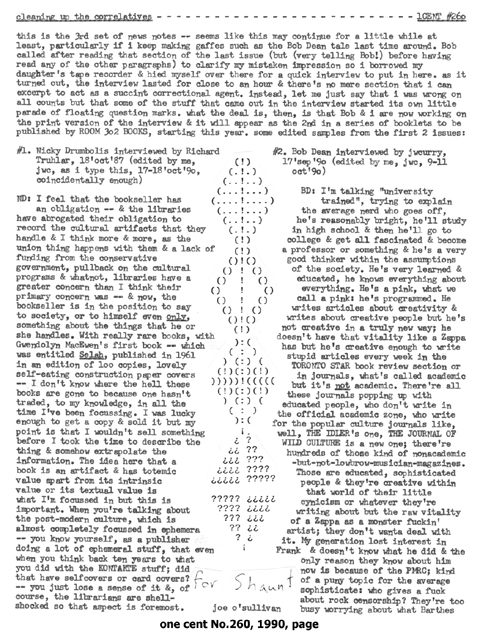 cleaning up the correlatives - - - - - - - - - - - - - - - - - - - - - - - - - 1CENT #260
this is the 3rd set of news notes -- seems like this may continue for a little while at
least, particularly if i keep making gaffes such as the Bob Dean tale last time around. Bob
called after reading that section of the last issue (but (very telling Bob!) before having
read any of the other paragraphs) to clarify my mistaken impression so i borrowed my
daughter's tape recorder & hied myself over there for a quick interview to put in here. as it
turned out, the interview lasted for close to an hour & there's no mere section that i can
excerpt to act as a succint correctional agent. instead, let me just say that i was wrong on
all counts but that some of the stuff that came out in the interview started its own little
parade of floating question marks. what the deal is, then, is that Bob & i are now working on
the print version of the interview & it will appear as the 2nd in a series of booklets to be
published by ROOM 302 BOOKS, starting this year. some edited samples from the first 2 issues:
#1. Nicky Drumbolis interviewed by Richard
Truhlar, 18'oct'87 (edited by me,
jwc, as i type this, 17-18'oct'90,
coincidentally enough)
ND: I feel that the bookseller has
an obligation -- & the libraries
have abrogated their obligation to
record the cultural artifacts that they
handle & I think more & more, as the
union thing happens with them & a lack of
funding from the conservative
government, pullback on the cultural
programs & whatnot, libraries have a
greater concern than I think their
primary concern was -- & now, the
bookseller is in the position to say
to society, or to himself even only,
something about the things that he or
she handles. With really rare books, with
Gwendolyn MacEwen's first book -- which
was entitled Selah, published in 1961
in an edition of 100 copies, lovely
self-eating construction paper covers
-- I don't know where the hell these
books are gone to because one hasn't
traded, to my knowledge, in all the
time I've been focussing. I was lucky
enough to get a copy & sold it but my
point is that I wouldn't sell something
before I took the time to describe the
thing & somehow extrapolate the
information. The idea here that a
book is an artifact & has totemic
value apart from its intrinsic
value or its textual value is
what I'm focussed in but this is
important. When you're talking about
the post-modern culture, which is
almost completely focussed in ephemera
-- you know yourself, as a publisher
doing a lot of ephemeral stuff, that even
when you think back ten years to what
you did with the KONTAKTE stuff; did
that have selfcovers or card covers?
-- you just lose a sense of it &, of
course, the librarians are shell-
shocked so that aspect is foremost.
(!)
(.!.)
(..!..)
(...!...)
(....!....)
(...!...)
(..!..)
(.!.)
(!)
(!)
()!()
() ! ()
() ! ()
() ! ()
() ! ()
()!()
(!)
):(
( : )
) (:) (
(!)(:)(!)
)))))!(((((
(!)(:)(!)
) (:) (
( : )
):(
.
¿ ?
¿¿ ??
¿¿¿ ???
¿¿¿¿ ????
¿¿¿¿¿ ?????
????? ¿¿¿¿¿
???? ¿¿¿¿
??? ¿¿¿
?? ¿¿
? ¿
for Shaunt
joe o'sullivan
#2. Bob Dean interviewed by jwcurry,
17'sep'90 (edited by me, jwc, 9-11
oct'90)
BD: I'm talking "university
trained", trying to explain
the average nerd who goes off,
he's reasonably bright, he'll study
in high school & then he'll go to
college & get all fascinated & become
a professor or something & he's a very
good thinker within the assumptions
of the society. He's very learned &
educated, he knows everything about
everything. He's a pink, what we
call a pink: he's programmed. He
writes articles about creativity &
writes about creative people but he's
not creative in a truly new way; he
doesn't have that vitality like a Zappa
has but he's creative enough to write
stupid articles every week in the
TORONTO STAR book review section or
in journals, what's called academic
but it's not academic. There're all
these journals popping up with
educated people, who don't write in
the official academic zone, who write
for the popular culture journals like,
well, THE IDLER's one, THE JOURNAL OF
WILD CULTURE is a new one; there're
hundreds of those kind of nonacademic
-but-not-lowbrow-musician-magazines.
Those are educated, sophisticated
people & they're creative within
that world of their little
cynicism or whatever they're
writing about but the raw vitality
of a Zappa as a monster fuckin'
artist; they don't wanta deal with
it. My generation lost interest in
Frank & doesn't know what he did & the
only reason they know about him
now is because of the PMRC; kind
of a puny topic for the average
sophisticate: who gives a fuck
about rock censorship? They're too
busy worrying about what Barthes
one cent No.260, 1990, page